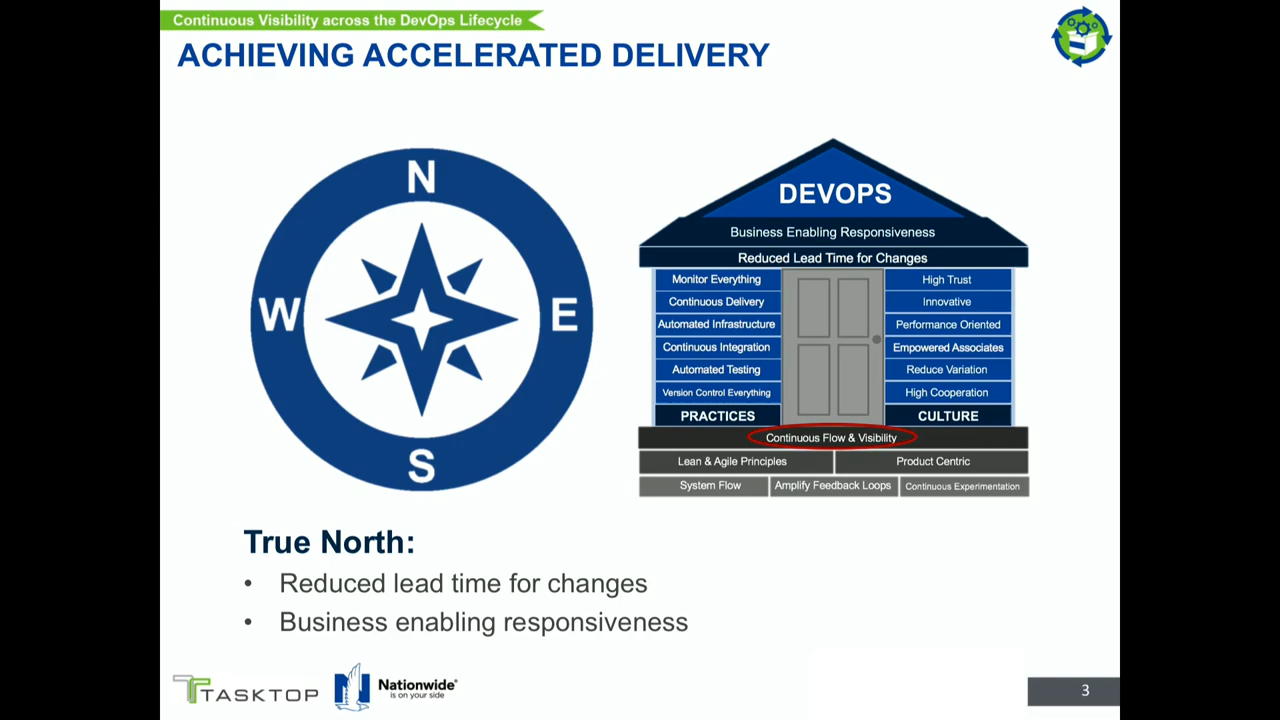 Continuous Visibility across the DevOps Lifecycle
ACHIEVING ACCELERATED DELIVERY
N
W
E
S
DEVOPS
Business Enabling Responsiveness
Reduced Lead Time for Changes
Monitor Everything
Continuous Delivery
Automated Infrastructure
Continuous Integration
Automated Testing
Version Control Everything
PRACTICES
High Trust
Innovative
Performance Oriented
Empowered Associates
Reduce Variation
High Cooperation
CULTURE
Continuous Flow & Visibility
Lean & Agile Principles
Product Centric
System Flow
Amplify Feedback Loops
Continuous Experimentation
True North:
• Reduced lead time for changes
• Business enabling responsiveness
TASKTOP
Nationwide®
is on your side
3